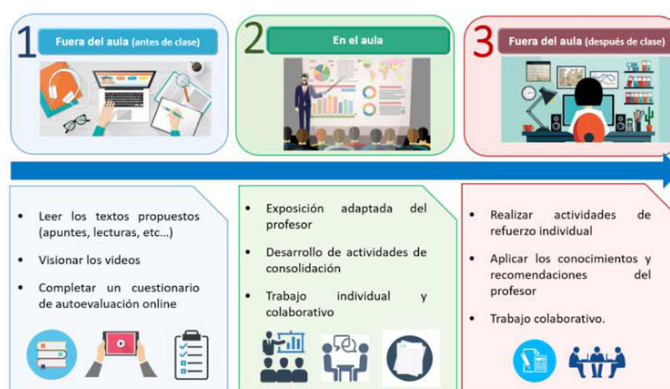 1
Fuera del aula (antes de clase)
2
En el aula
3
Fuera del aula (después de clase)
• Leer los textos propuestos
(apuntes, lecturas, etc...)
• Visionar los videos
• Completar un cuestionario
de autoevaluación online
• Exposición adaptada del
profesor
• Desarrollo de actividades de
consolidación
• Trabajo individual y
colaborativo
• Realizar actividades de
refuerzo individual
• Aplicar los conocimientos y
recomendaciones del
profesor
• Trabajo colaborativo.